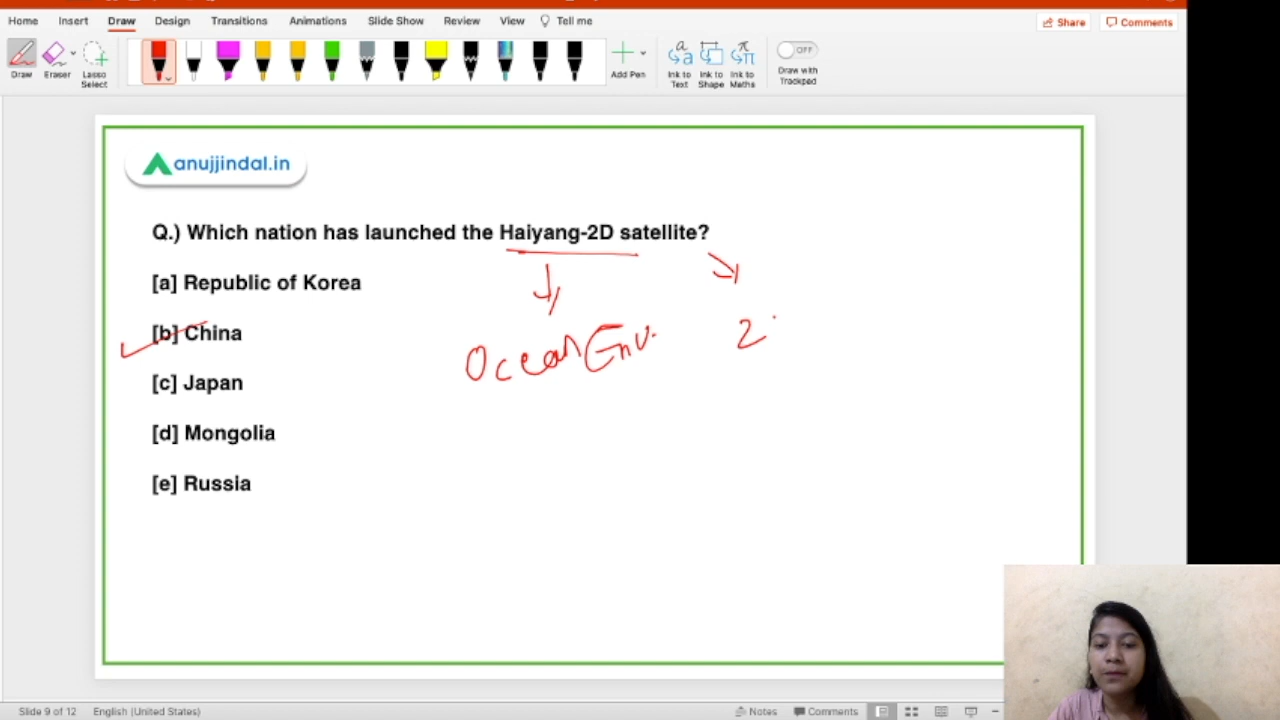 Home Insert Draw Design Transitions Animations Slide Show Review View Tell me Share Comments
Draw Eraser Lasso Select Add Pen Ink to Text Ink to Shape Ink to Maths OFF Draw with Trackpad
anujjindal.in
Q.) Which nation has launched the Haiyang-2D satellite?
[a] Republic of Korea
[b] China
Ocean Env. 2
[c] Japan
[d] Mongolia
[e] Russia
Slide 9 of 12 English (United States) Notes Comments